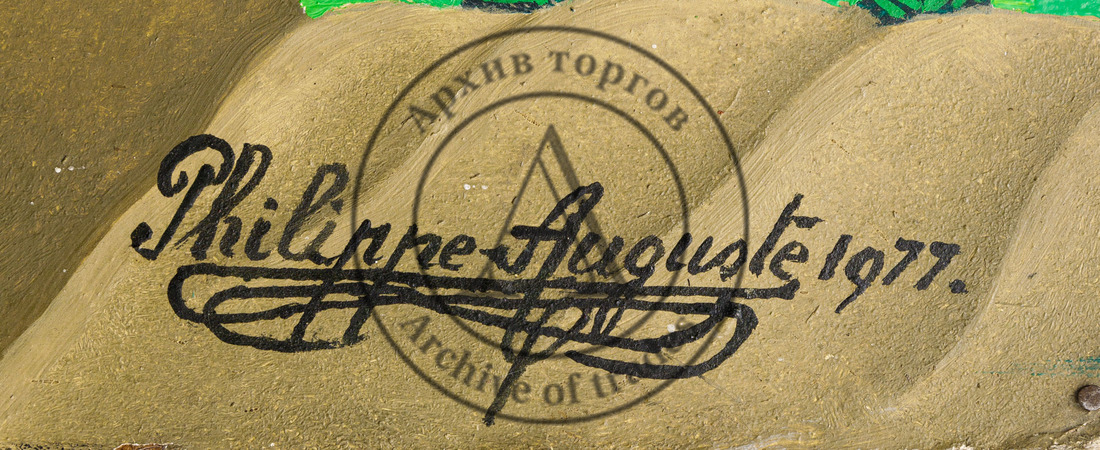 Архив торгов
Philippe-Auguste 1977.
Archive of trades